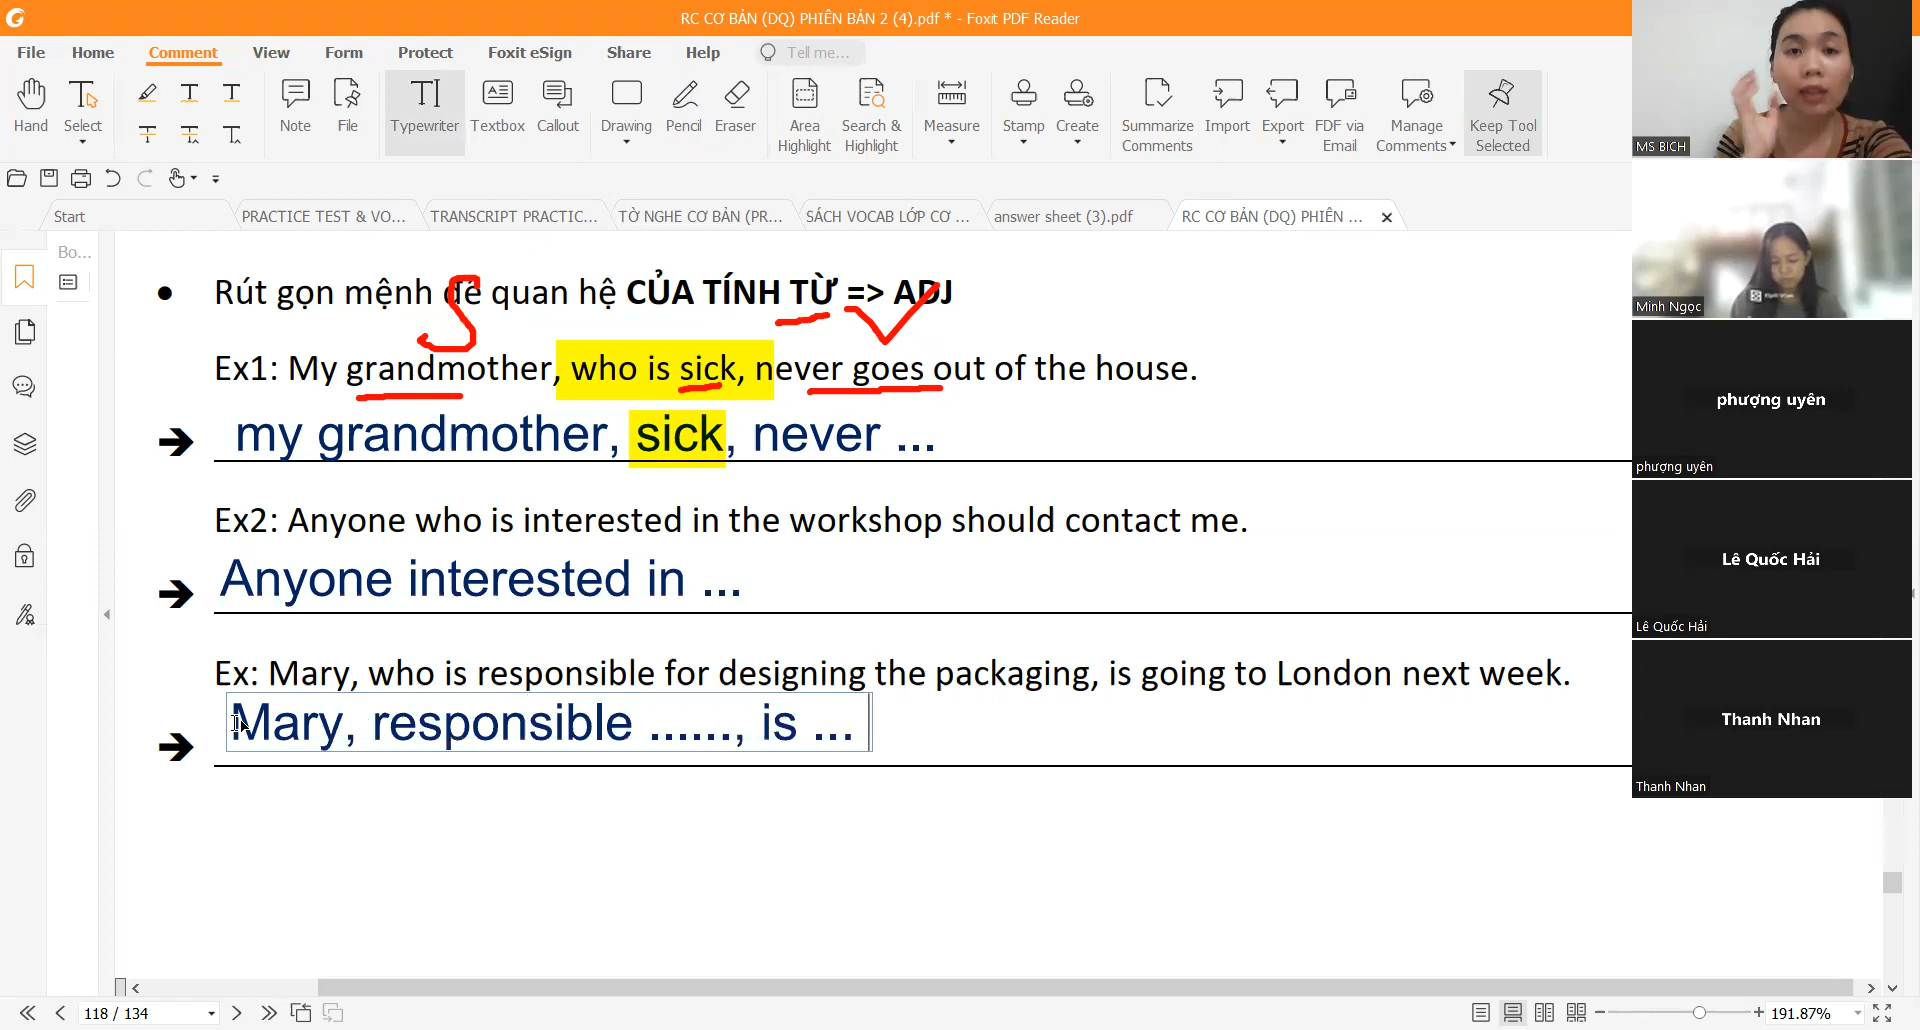 RC CƠ BẢN (DQ) PHIÊN BẢN 2 (4).pdf * - Foxit PDF Reader
File Home Comment View Form Protect Foxit eSign Share Help Tell me...
Hand Select Note File Typewriter Textbox Callout Drawing Pencil Eraser Area Highlight Search & Highlight Measure Stamp Create Summarize Comments Import Export FDF via Email Manage Comments Keep Tool Selected
Start PRACTICE TEST & VO... TRANSCRIPT PRACTIC... TỜ NGHE CƠ BẢN (PR... SÁCH VOCAB LỚP CƠ ... answer sheet (3).pdf RC CƠ BẢN (DQ) PHIÊN ...
Bo...
• Rút gọn mệnh đề quan hệ CỦA TÍNH TỪ => ADJ
S
Ex1: My grandmother, who is sick, never goes out of the house.
my grandmother, sick, never ...
Ex2: Anyone who is interested in the workshop should contact me.
Anyone interested in ...
Ex: Mary, who is responsible for designing the packaging, is going to London next week.
Mary, responsible ......, is ...
118 / 134
191.87%
MS BICH
Minh Ngọc
phượng uyên
phượng uyên
Lê Quốc Hải
Lê Quốc Hải
Thanh Nhan
Thanh Nhan